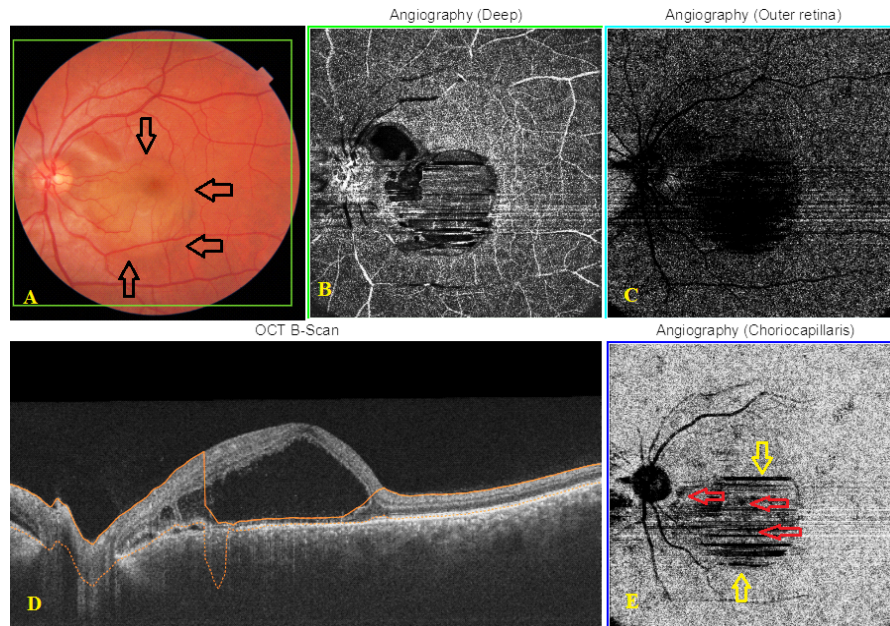 Angiography (Deep)
Angiography (Outer retina)
A
B
C
OCT B-Scan
Angiography (Choriocapillaris)
D
E